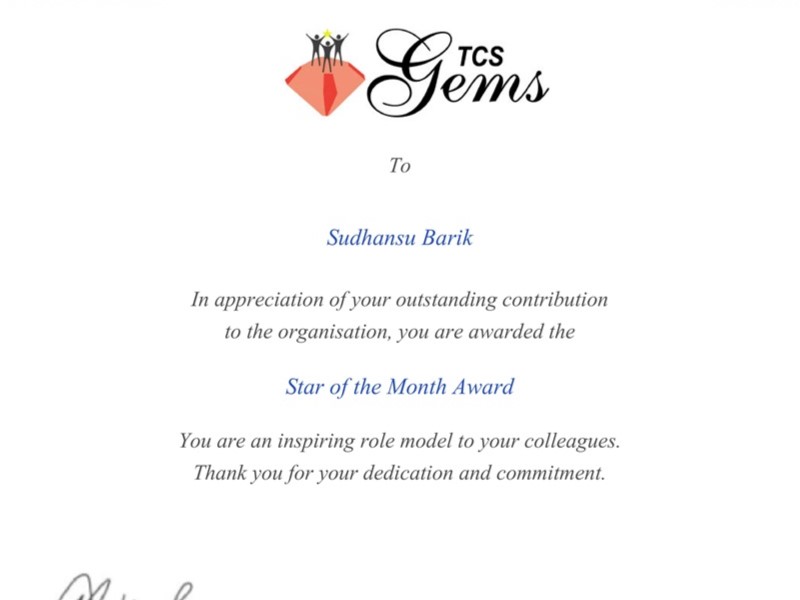 TCS
Gems
To
Sudhansu Barik
In appreciation of your outstanding contribution
to the organisation, you are awarded the
Star of the Month Award
You are an inspiring role model to your colleagues.
Thank you for your dedication and commitment.